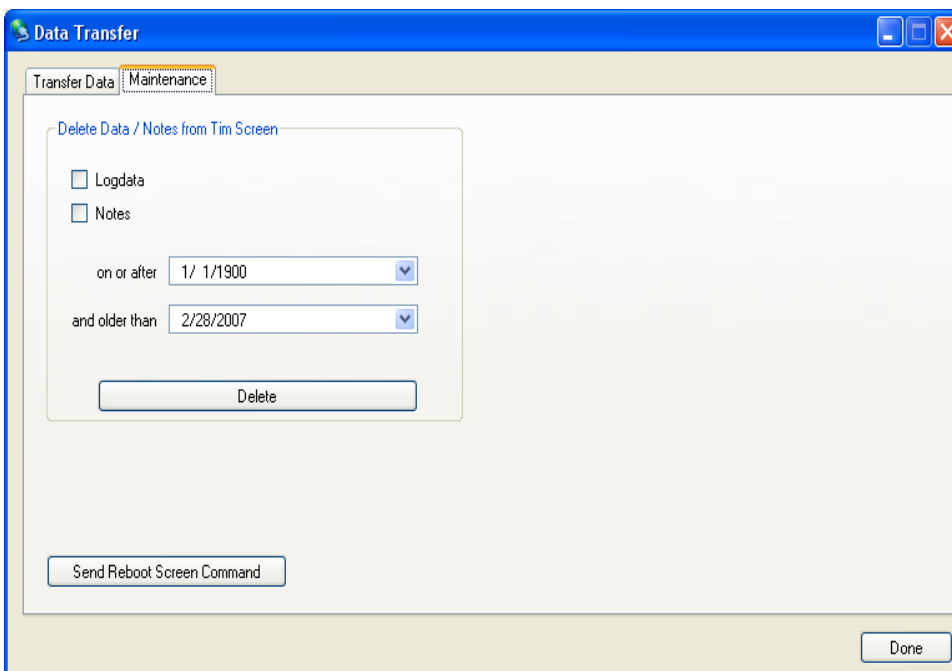 Data Transfer
Transfer Data Maintenance
Delete Data / Notes from Tim Screen
Logdata
Notes
on or after 1/ 1/1900
and older than 2/28/2007
Delete
Send Reboot Screen Command
Done